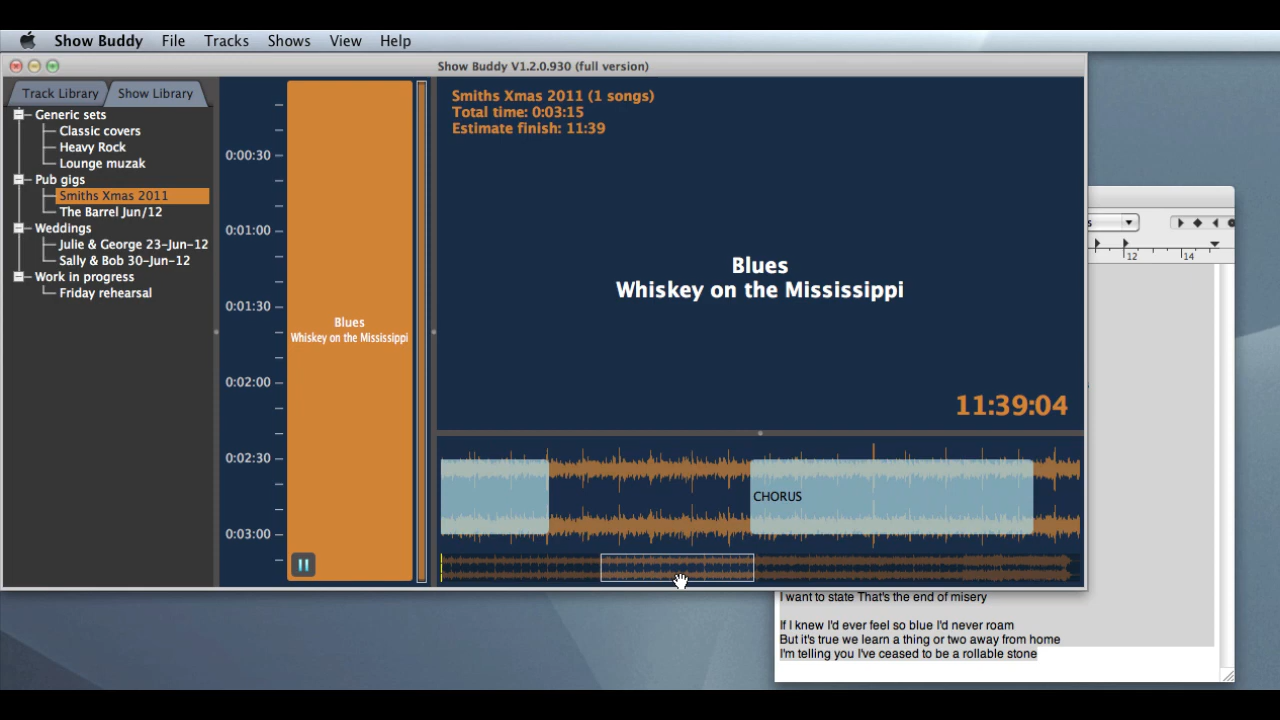 Show Buddy File Tracks Shows View Help
Show Buddy V1.2.0.930 (full version)
Track Library Show Library
Generic sets
Classic covers
Heavy Rock
Lounge muzak
Pub gigs
Smiths Xmas 2011
The Barrel Jun/12
Weddings
Julie & George 23-Jun-12
Sally & Bob 30-Jun-12
Work in progress
Friday rehearsal
0:00:30
0:01:00
0:01:30
0:02:00
0:02:30
0:03:00
Blues
Whiskey on the Mississippi
Smiths Xmas 2011 (1 songs)
Total time: 0:03:15
Estimate finish: 11:39
Blues
Whiskey on the Mississippi
11:39:04
CHORUS
12 14
I want to state That's the end of misery
If I knew I'd ever feel so blue I'd never roam
But it's true we learn a thing or two away from home
I'm telling you I've ceased to be a rollable stone